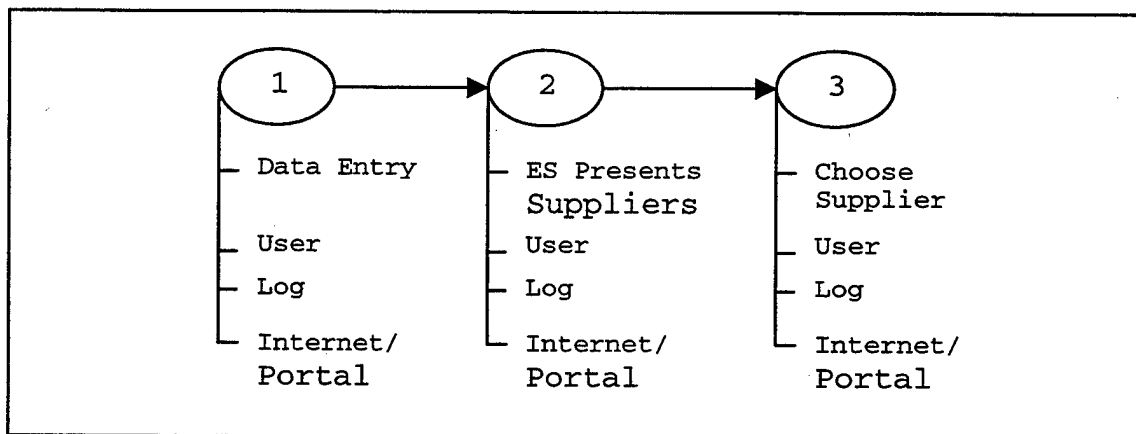 1
Data Entry
User
Log
Internet/
Portal
2
ES Presents
Suppliers
User
Log
Internet/
Portal
3
Choose
Supplier
User
Log
Internet/
Portal